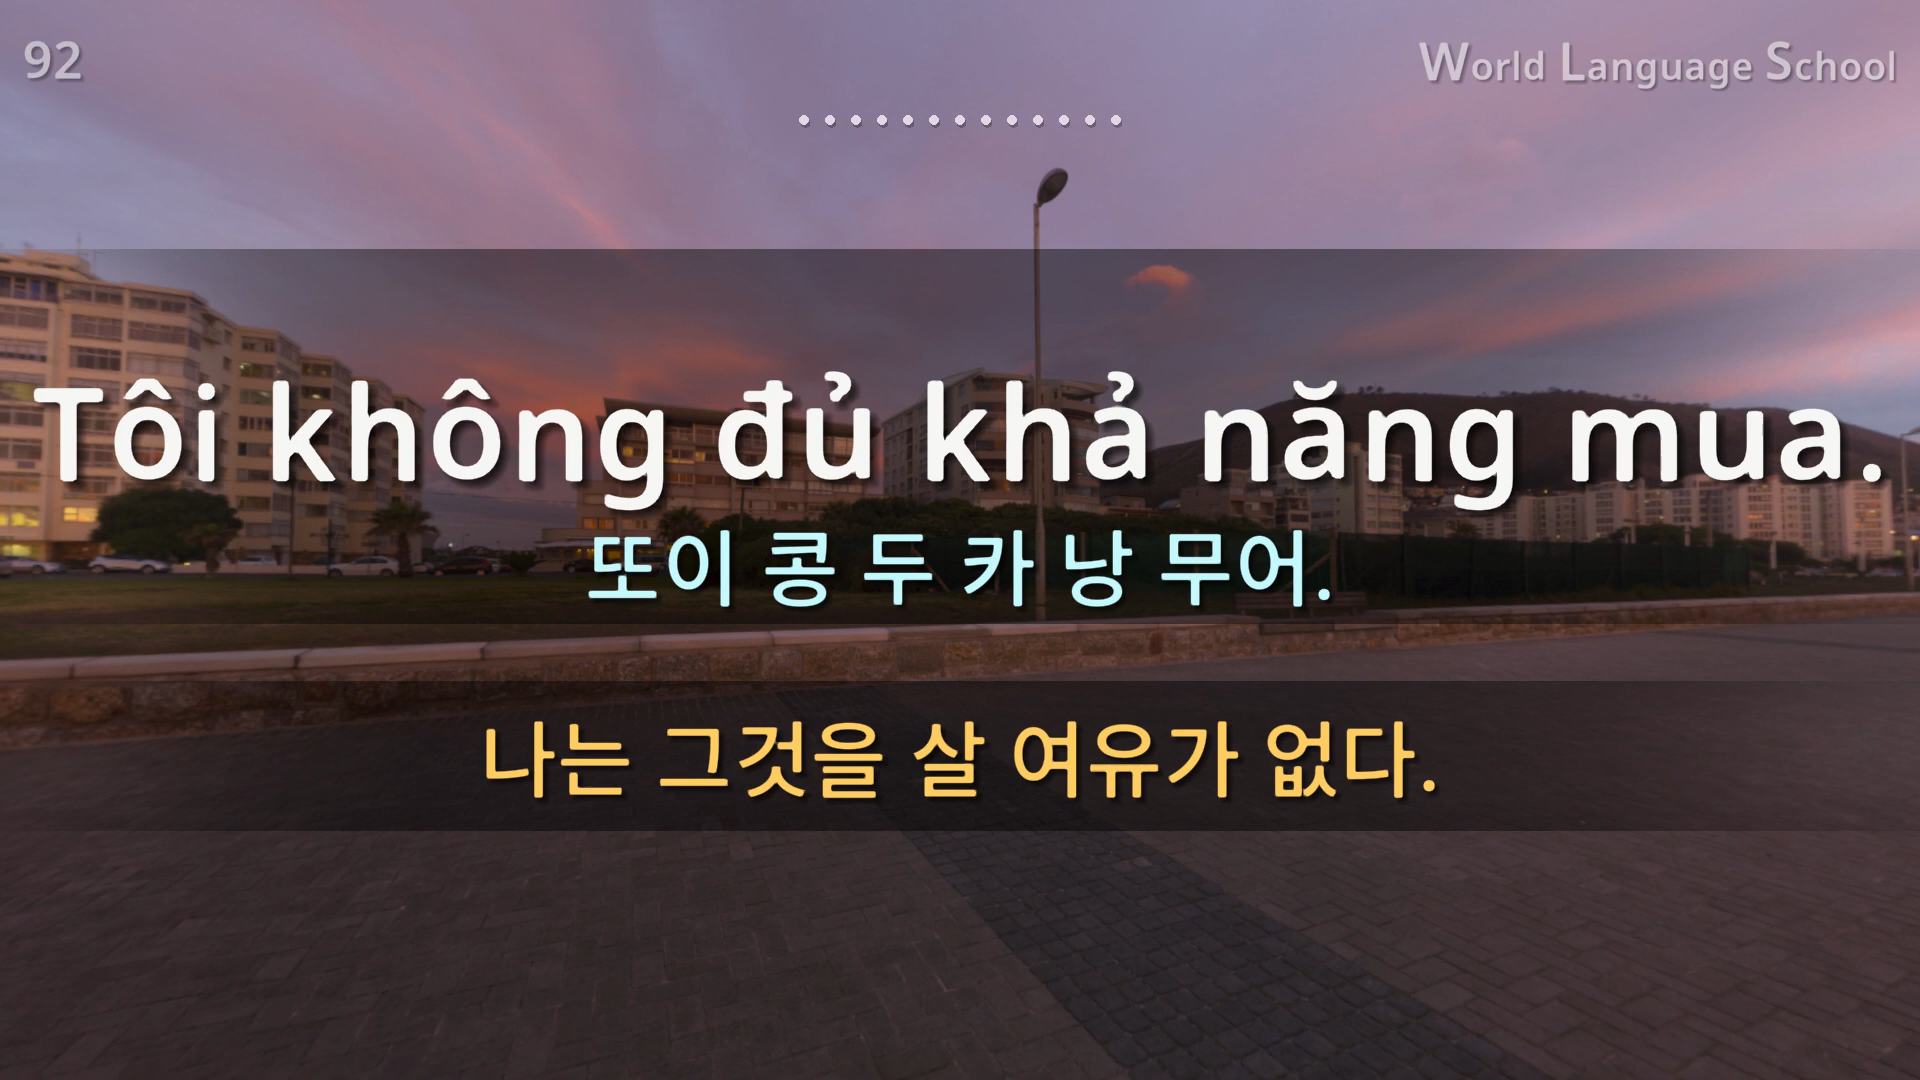 92
World Language School
Tôi không đủ khả năng mua.
또이 콩 두 카 낭 무어.
나는 그것을 살 여유가 없다.